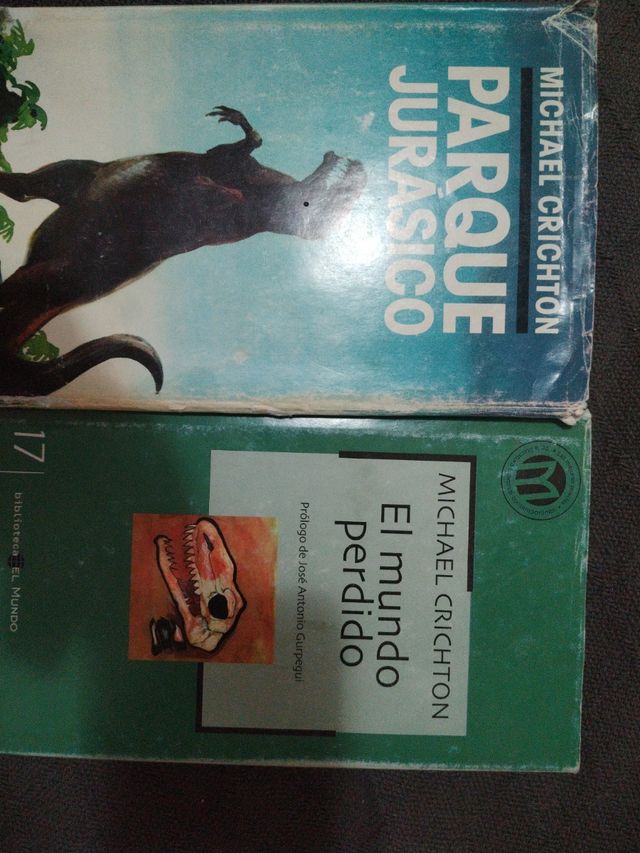 MICHAEL CRICHTON
PARQUE
JURÁSICO
MICHAEL CRICHTON
El mundo
perdido
Prólogo de José Antonio Gurpegui
17
biblioteca EL MUNDO